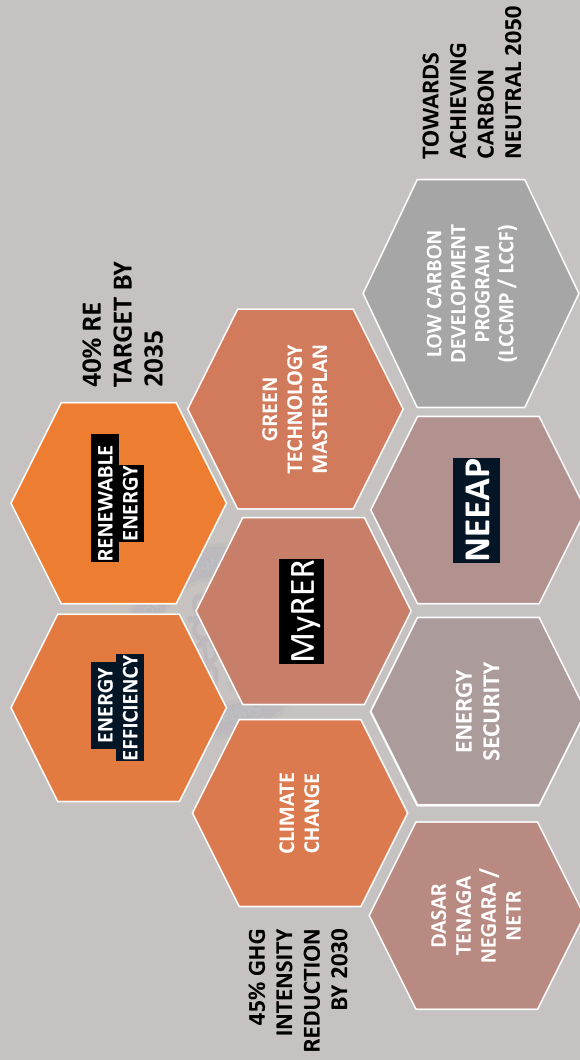 ENERGY
EFFICIENCY
RENEWABLE
ENERGY
40% RE
TARGET BY
2035
45% GHG
INTENSITY
REDUCTION
BY 2030
CLIMATE
CHANGE
MyRER
GREEN
TECHNOLOGY
MASTERPLAN
DASAR
TENAGA
NEGARA /
NETR
ENERGY
SECURITY
NEEAP
LOW CARBON
DEVELOPMENT
PROGRAM
(LCCMP / LCCF)
TOWARDS
ACHIEVING
CARBON
NEUTRAL 2050